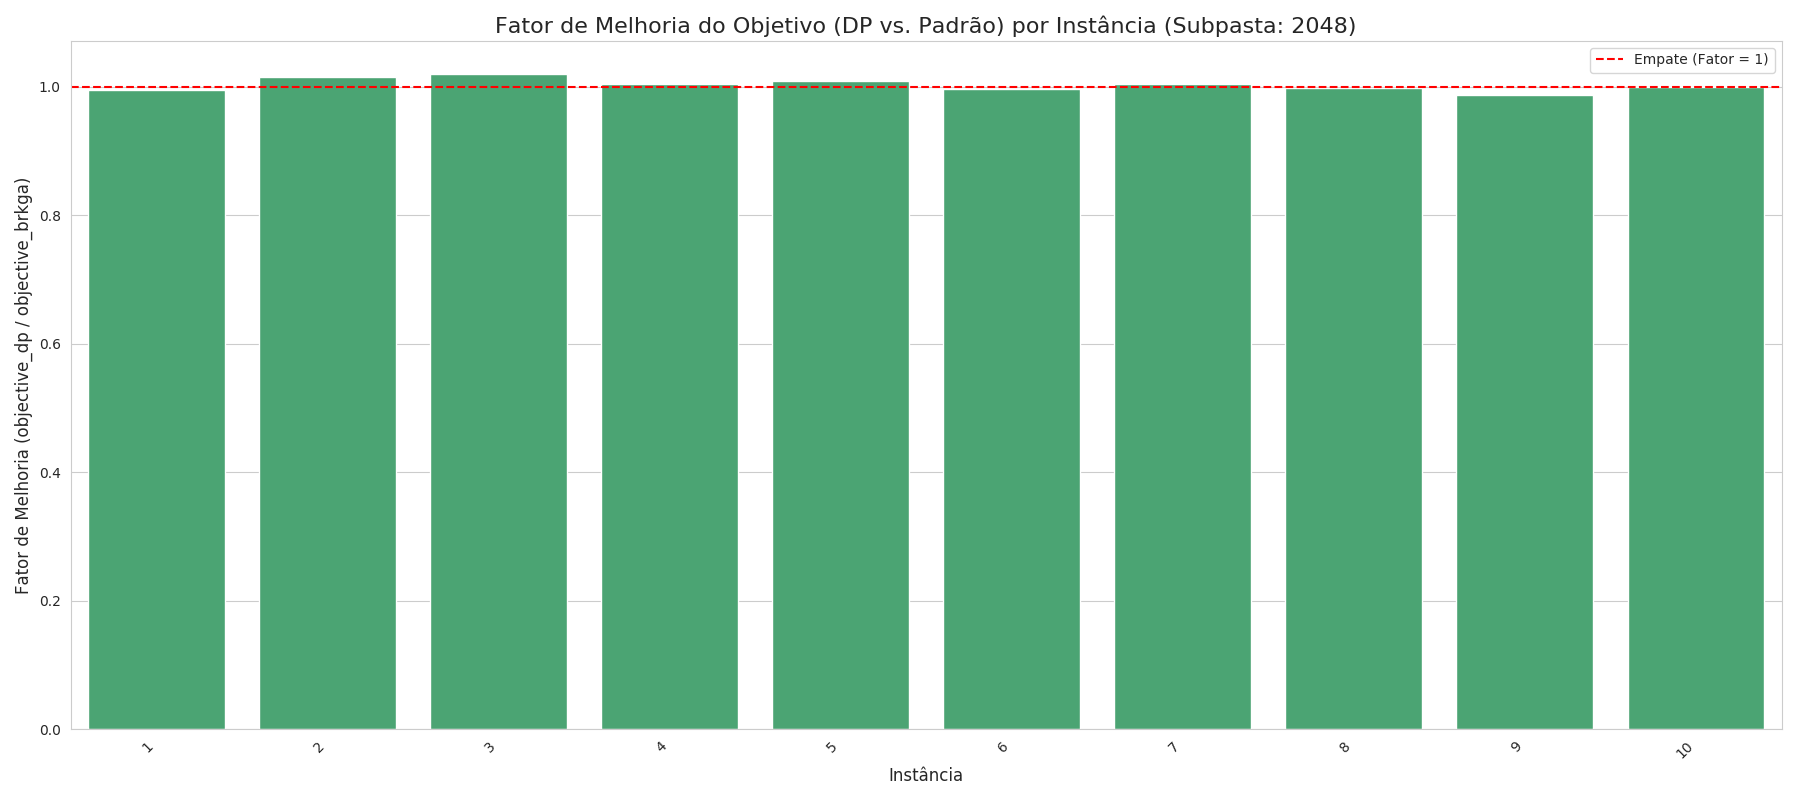 Fator de Melhoria do Objetivo (DP vs. Padrão) por Instância (Subpasta: 2048)
Empate (Fator = 1)
Fator de Melhoria (objective_dp / objective_brkga)
1.0
0.8
0.6
0.4
0.2
0.0
1 2 3 4 5 6 7 8 9 10
Instância